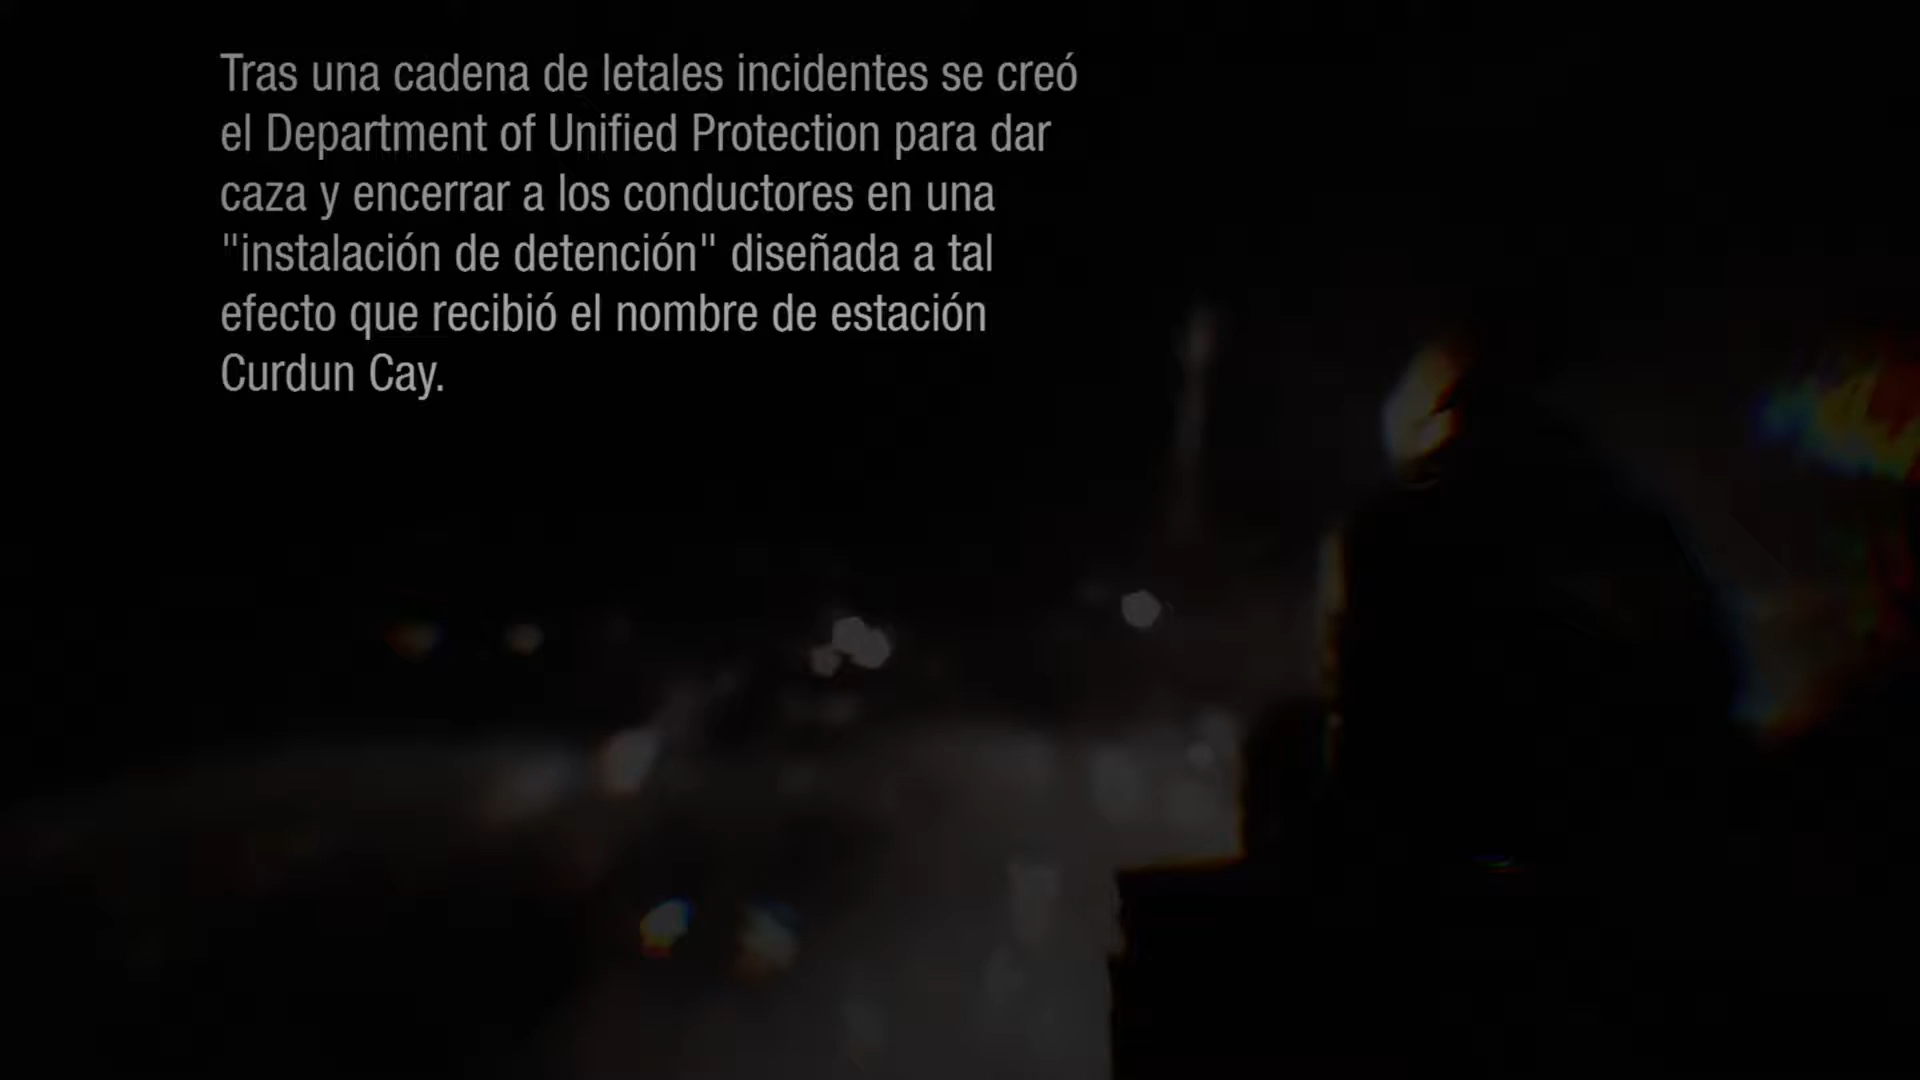 Tras una cadena de letales incidentes se creó
el Department of Unified Protection para dar
caza y encerrar a los conductores en una
"instalación de detención" diseñada a tal
efecto que recibió el nombre de estación
Curdun Cay.